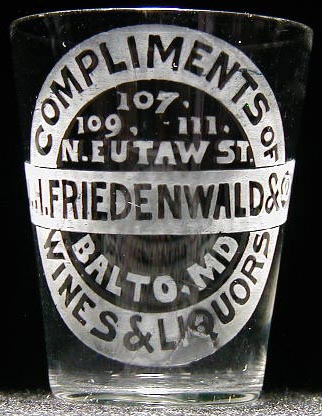 COMPLIMENTS OF
107.
109. 111.
N. EUTAW ST.
J. FRIEDENWALD & CO
BALTO, MD
WINES & LIQUORS